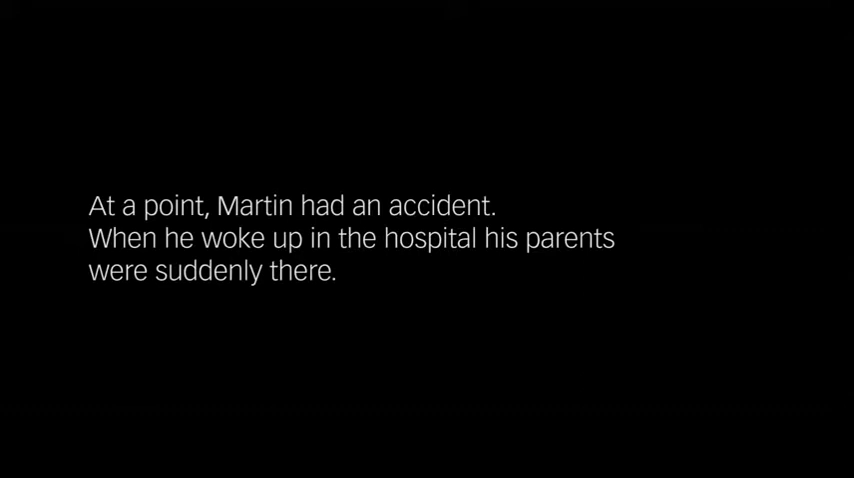 At a point, Martin had an accident.
When he woke up in the hospital his parents
were suddenly there.